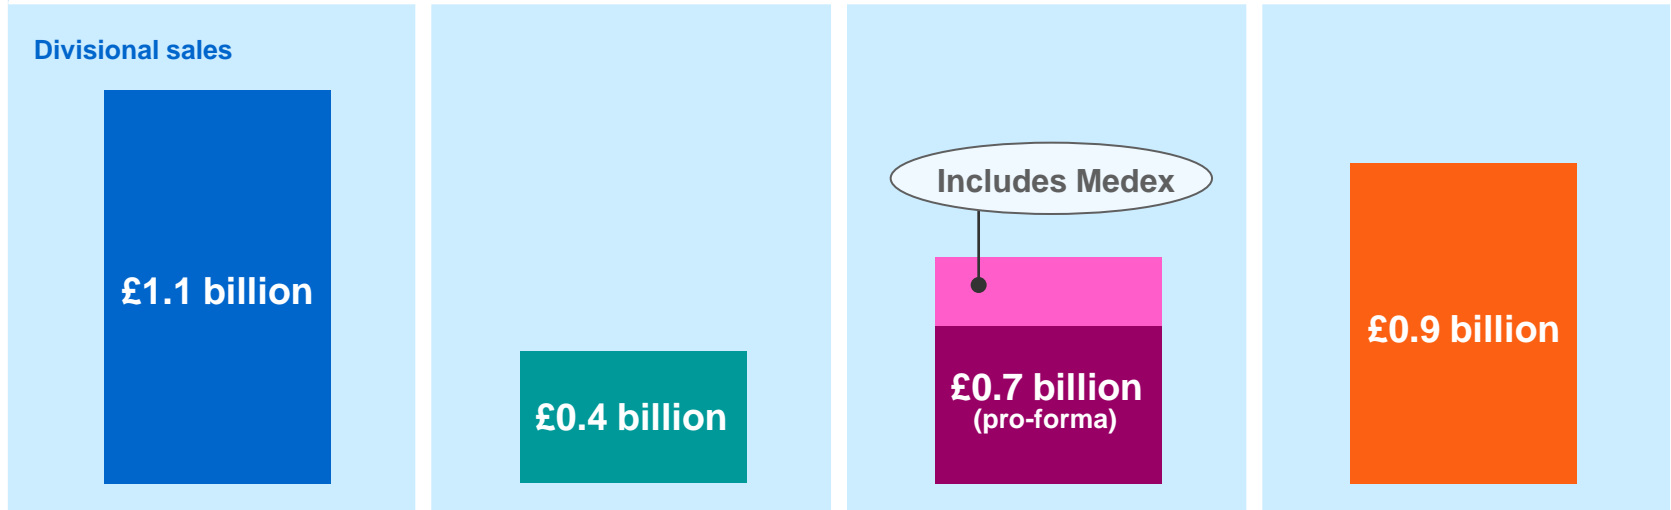 Divisional sales
£1.1 billion
£0.4 billion
Includes Medex
£0.7 billion
(pro-forma)
£0.9 billion